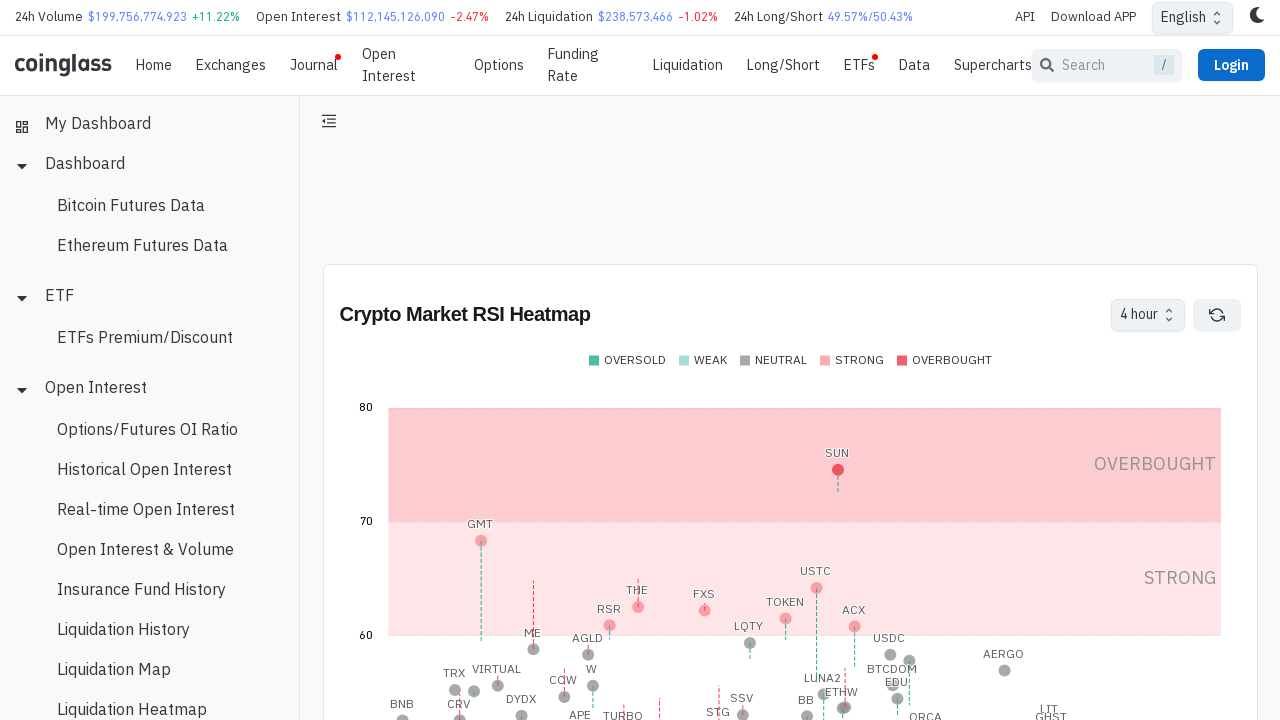 24h Volume $199,756,774,923 +11.22% Open Interest $112,145,126,090 -2.47% 24h Liquidation $238,573,466 -1.02% 24h Long/Short 49.57%/50.43% API Download APP English
coinglass Home Exchanges Journal Open Interest Options Funding Rate Liquidation Long/Short ETFs Data Supercharts Search / Login
My Dashboard
Dashboard
Bitcoin Futures Data
Ethereum Futures Data
ETF
ETFs Premium/Discount
Open Interest
Options/Futures OI Ratio
Historical Open Interest
Real-time Open Interest
Open Interest & Volume
Insurance Fund History
Liquidation History
Liquidation Map
Liquidation Heatmap
Crypto Market RSI Heatmap 4 hour
OVERSOLD WEAK NEUTRAL STRONG OVERBOUGHT
80
SUN
OVERBOUGHT
70
GMT
USTC
STRONG
THE
FXS
TOKEN
RSR
ACX
60
LQTY
ME
AGLD
USDC
AERGO
TRX
VIRTUAL
W
BTCDOM
COW
LUNA2
EDU
ETHW
BNB
CRV
DYDX
SSV
BB
APE
TURBO
STG
ORCA
LIT
GHST